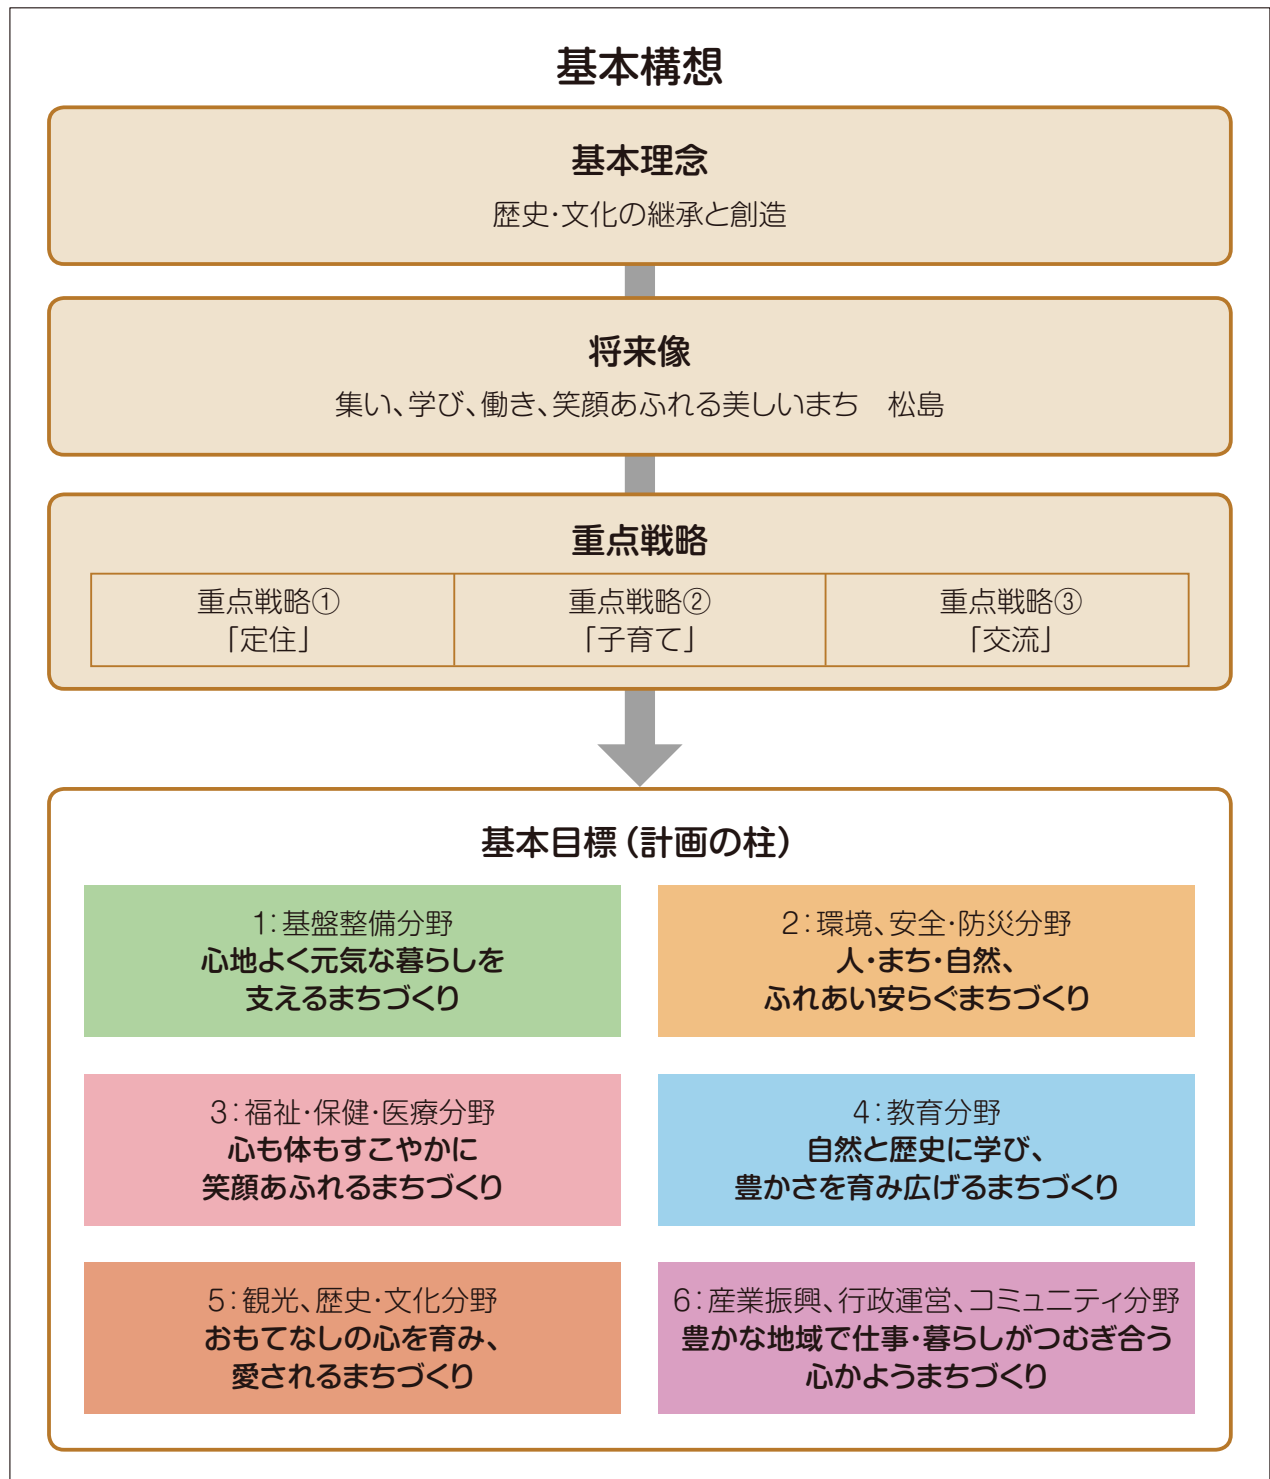 基本構想
基本理念
歴史・文化の継承と創造
将来像
集い、学び、働き、笑顔あふれる美しいまち　松島
重点戦略
重点戦略①
「定住」
重点戦略②
「子育て」
重点戦略③
「交流」
基本目標（計画の柱）
1：基盤整備分野
心地よく元気な暮らしを
支えるまちづくり
2：環境、安全・防災分野
人・まち・自然、
ふれあい安らぐまちづくり
3：福祉・保健・医療分野
心も体もすこやかに
笑顔あふれるまちづくり
4：教育分野
自然と歴史に学び、
豊かさを育み広げるまちづくり
5：観光、歴史・文化分野
おもてなしの心を育み、
愛されるまちづくり
6：産業振興、行政運営、コミュニティ分野
豊かな地域で仕事・暮らしがつむぎ合う
心かようまちづくり